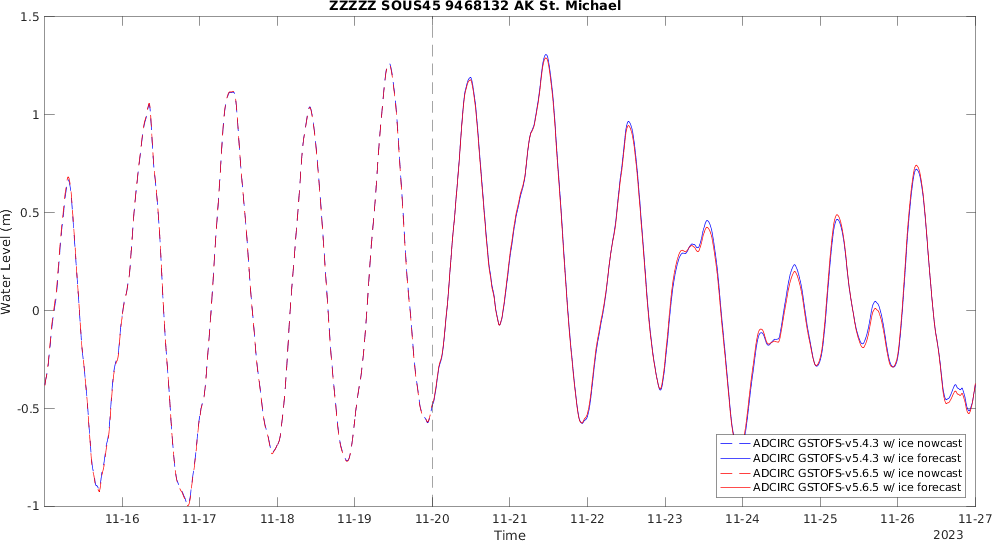 ZZZZZ SOUS45 9468132 AK St. Michael
1.5
1
0.5
0
-0.5
-1
Water Level (m)
11-16 11-17 11-18 11-19 11-20 11-21 11-22 11-23 11-24 11-25 11-26 11-27
Time
2023
ADCIRC GSTOFS-v5.4.3 w/ ice nowcast
ADCIRC GSTOFS-v5.4.3 w/ ice forecast
ADCIRC GSTOFS-v5.6.5 w/ ice nowcast
ADCIRC GSTOFS-v5.6.5 w/ ice forecast